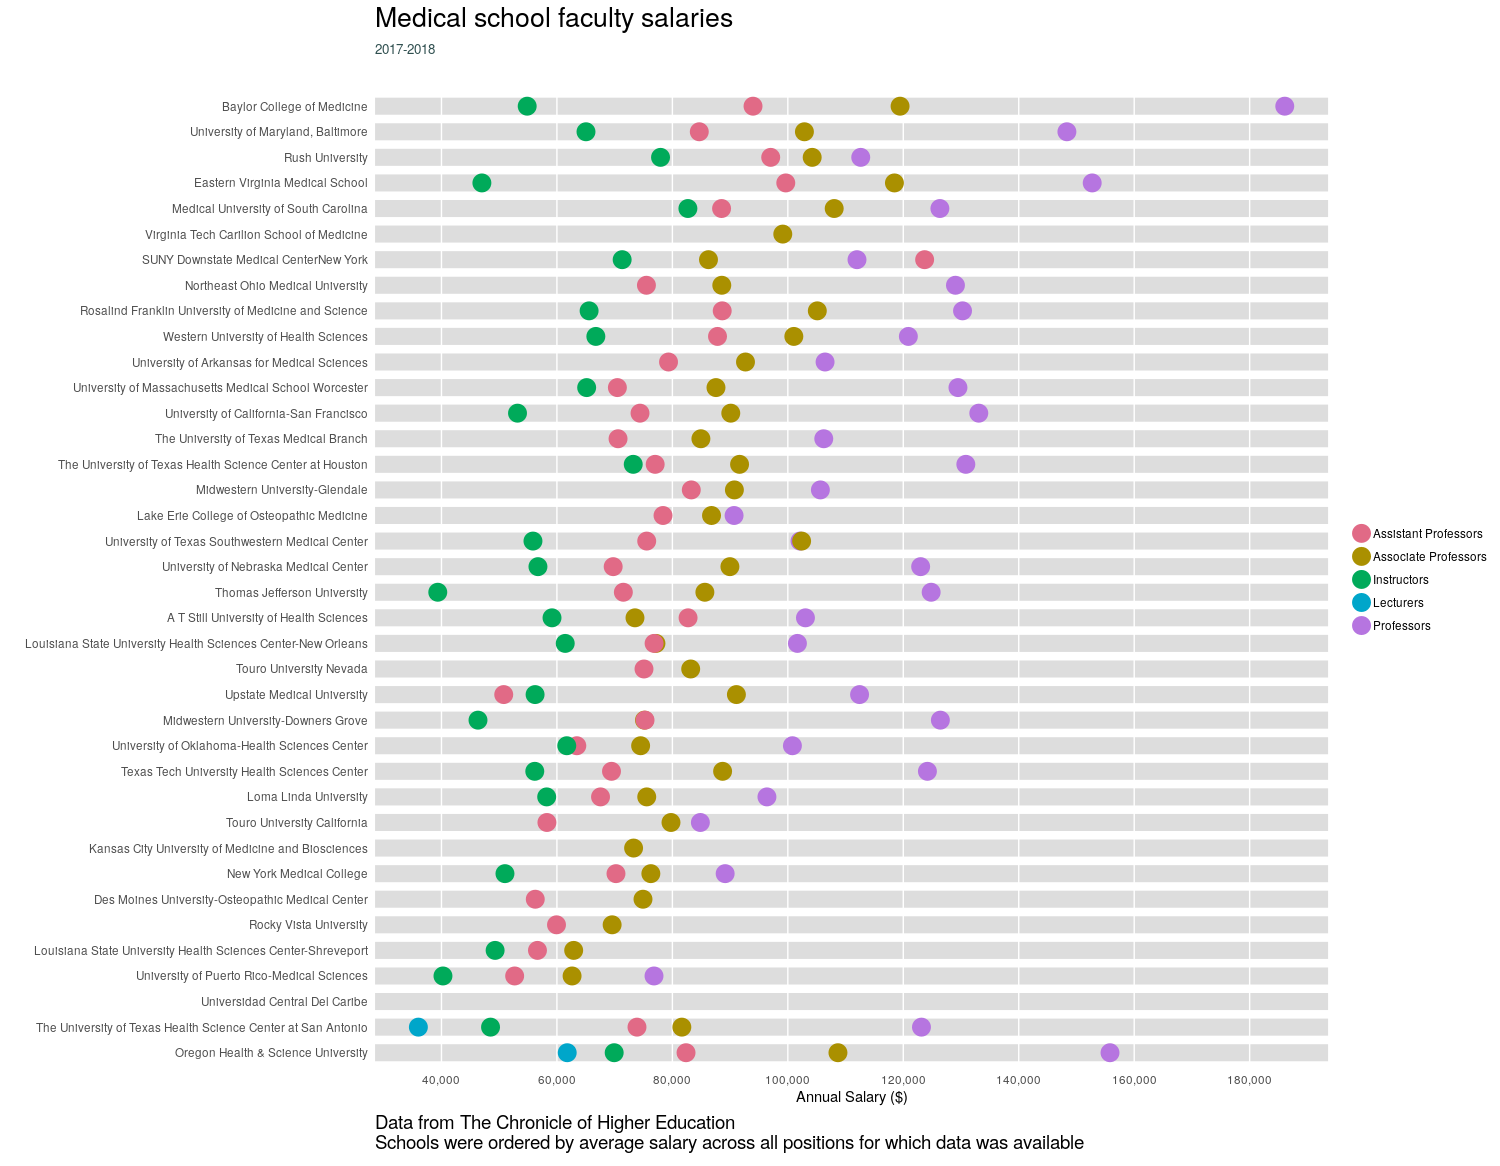 Medical school faculty salaries
2017-2018
Baylor College of Medicine
University of Maryland, Baltimore
Rush University
Eastern Virginia Medical School
Medical University of South Carolina
Virginia Tech Carilion School of Medicine
SUNY Downstate Medical CenterNew York
Northeast Ohio Medical University
Rosalind Franklin University of Medicine and Science
Western University of Health Sciences
University of Arkansas for Medical Sciences
University of Massachusetts Medical School Worcester
University of California-San Francisco
The University of Texas Medical Branch
The University of Texas Health Science Center at Houston
Midwestern University-Glendale
Lake Erie College of Osteopathic Medicine
University of Texas Southwestern Medical Center
University of Nebraska Medical Center
Thomas Jefferson University
A T Still University of Health Sciences
Louisiana State University Health Sciences Center-New Orleans
Touro University Nevada
Upstate Medical University
Midwestern University-Downers Grove
University of Oklahoma-Health Sciences Center
Texas Tech University Health Sciences Center
Loma Linda University
Touro University California
Kansas City University of Medicine and Biosciences
New York Medical College
Des Moines University-Osteopathic Medical Center
Rocky Vista University
Louisiana State University Health Sciences Center-Shreveport
University of Puerto Rico-Medical Sciences
Universidad Central Del Caribe
The University of Texas Health Science Center at San Antonio
Oregon Health & Science University
40,000 60,000 80,000 100,000 120,000 140,000 160,000 180,000
Annual Salary ($)
Assistant Professors
Associate Professors
Instructors
Lecturers
Professors
Data from The Chronicle of Higher Education
Schools were ordered by average salary across all positions for which data was available